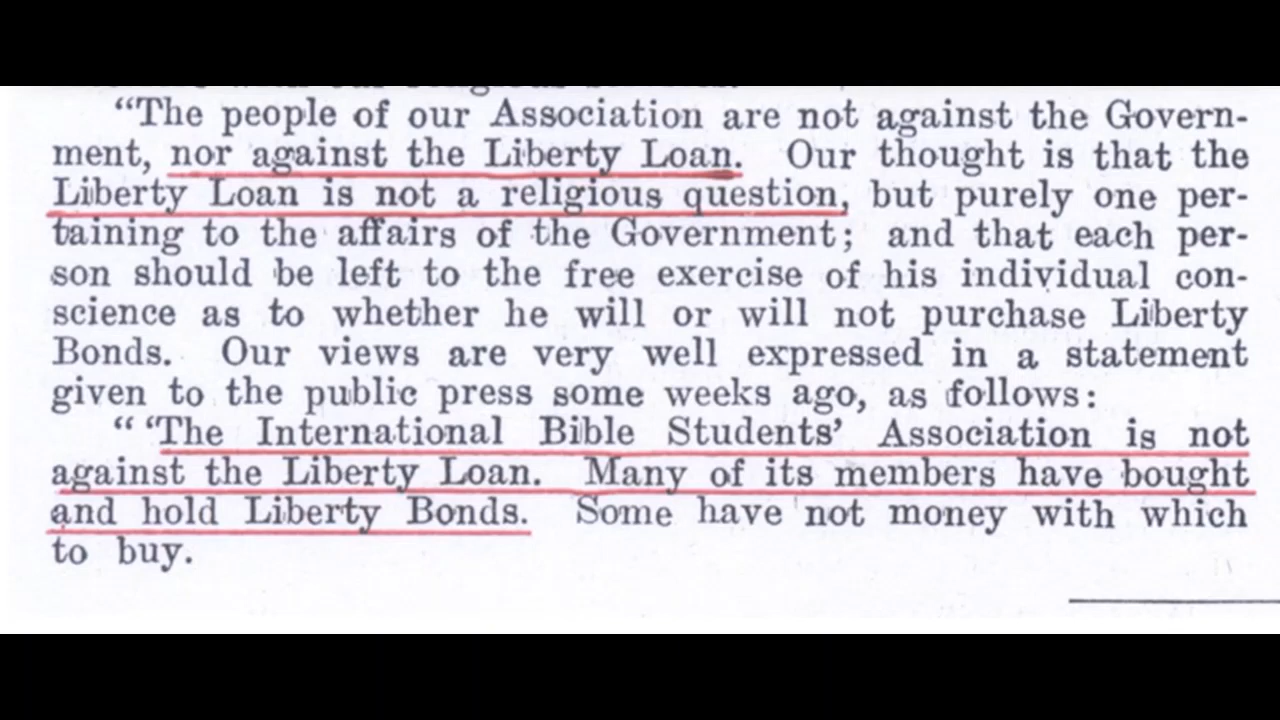 “The people of our Association are not against the Govern-
ment, nor against the Liberty Loan. Our thought is that the
Liberty Loan is not a religious question, but purely one per-
taining to the affairs of the Government; and that each per-
son should be left to the free exercise of his individual con-
science as to whether he will or will not purchase Liberty
Bonds. Our views are very well expressed in a statement
given to the public press some weeks ago, as follows:
“ ‘The International Bible Students’ Association is not
against the Liberty Loan. Many of its members have bought
and hold Liberty Bonds. Some have not money with which
to buy.